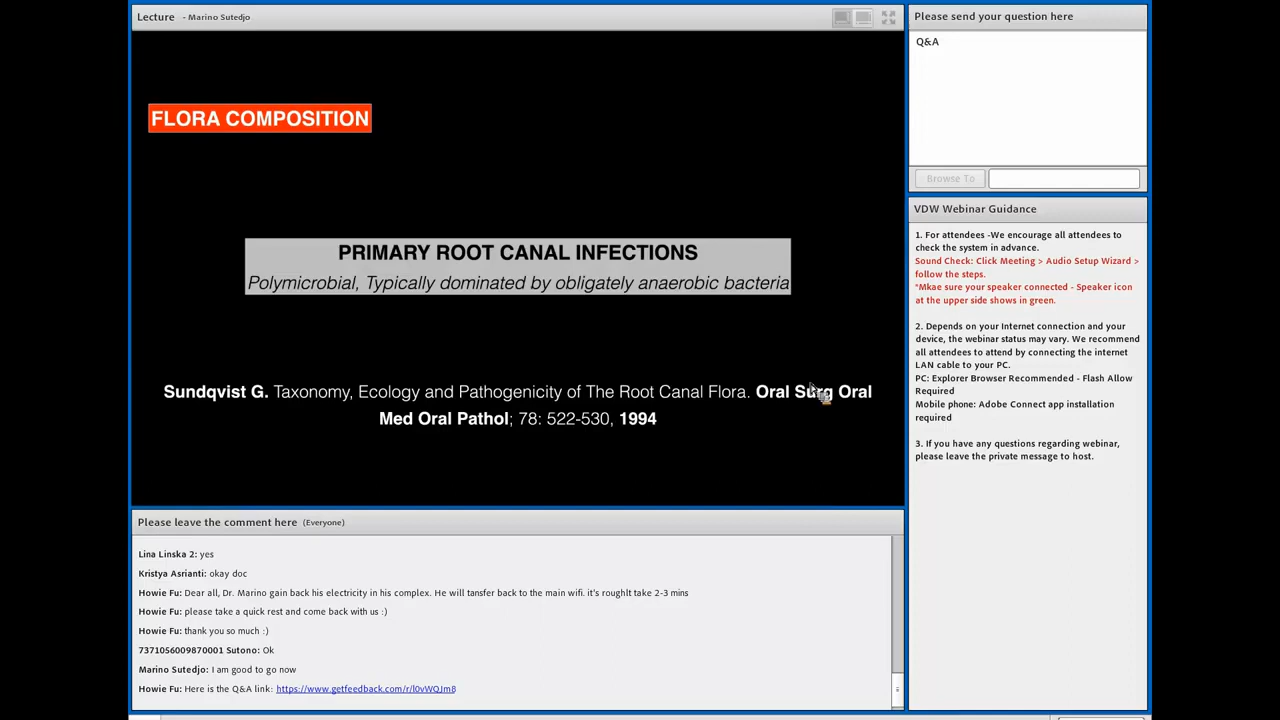 Lecture - Marino Sutedjo
FLORA COMPOSITION
PRIMARY ROOT CANAL INFECTIONS
Polymicrobial, Typically dominated by obligately anaerobic bacteria
Sundqvist G. Taxonomy, Ecology and Pathogenicity of The Root Canal Flora. Oral Surg Oral
Med Oral Pathol; 78: 522-530, 1994
Please leave the comment here (Everyone)
Lina Linska 2: yes
Kristya Asrianti: okay doc
Howie Fu: Dear all, Dr. Marino gain back his electricity in his complex. He will tansfer back to the main wifi. it's roughlt take 2-3 mins
Howie Fu: please take a quick rest and come back with us :)
Howie Fu: thank you so much :)
7371056009870001 Sutono: Ok
Marino Sutedjo: I am good to go now
Howie Fu: Here is the Q&A link: https://www.getfeedback.com/r/l0vWQJm8
Please send your question here
Q&A
Browse To
VDW Webinar Guidance
1. For attendees -We encourage all attendees to
check the system in advance.
Sound Check: Click Meeting > Audio Setup Wizard >
follow the steps.
*Mkae sure your speaker connected - Speaker icon
at the upper side shows in green.
2. Depends on your Internet connection and your
device, the webinar status may vary. We recommend
all attendees to attend by connecting the internet
LAN cable to your PC.
PC: Explorer Browser Recommended - Flash Allow
Required
Mobile phone: Adobe Connect app installation
required
3. If you have any questions regarding webinar,
please leave the private message to host.